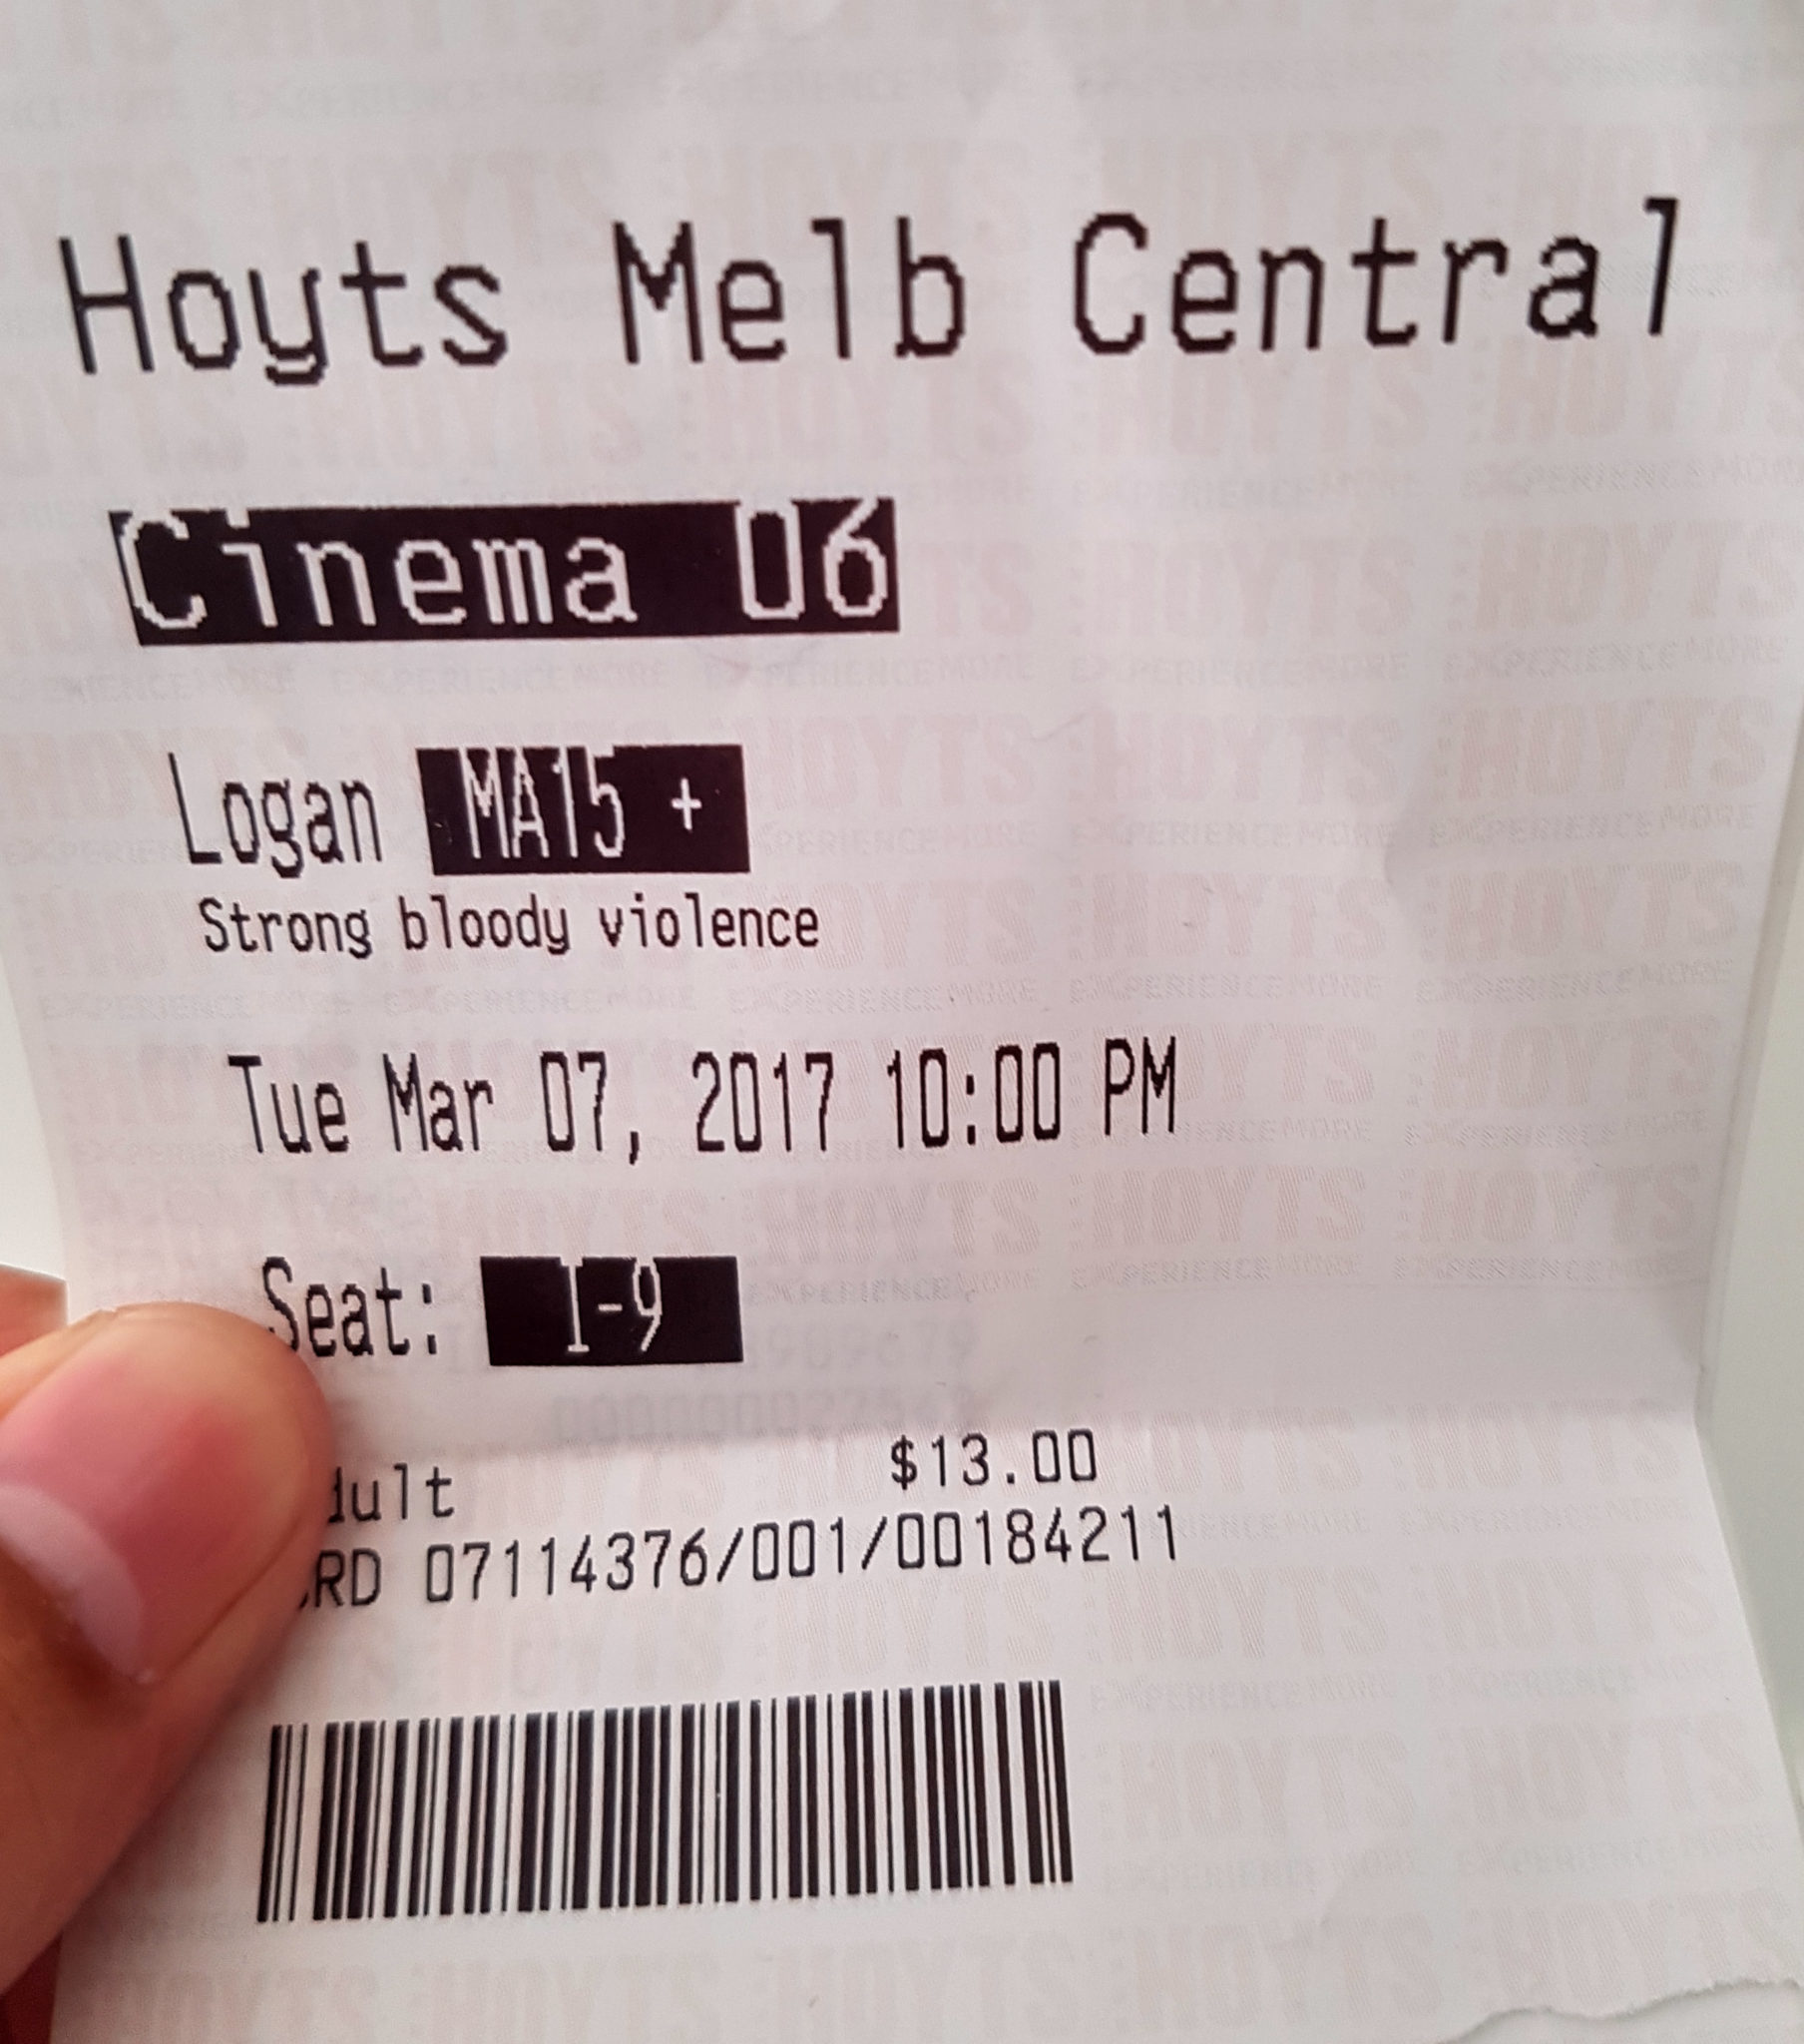 Hoyts Melb Central
Cinema 06
Logan MA15 +
Strong bloody violence
Tue Mar 07, 2017 10:00 PM
Seat: I-9
dult $13.00
RD 07114376/001/00184211